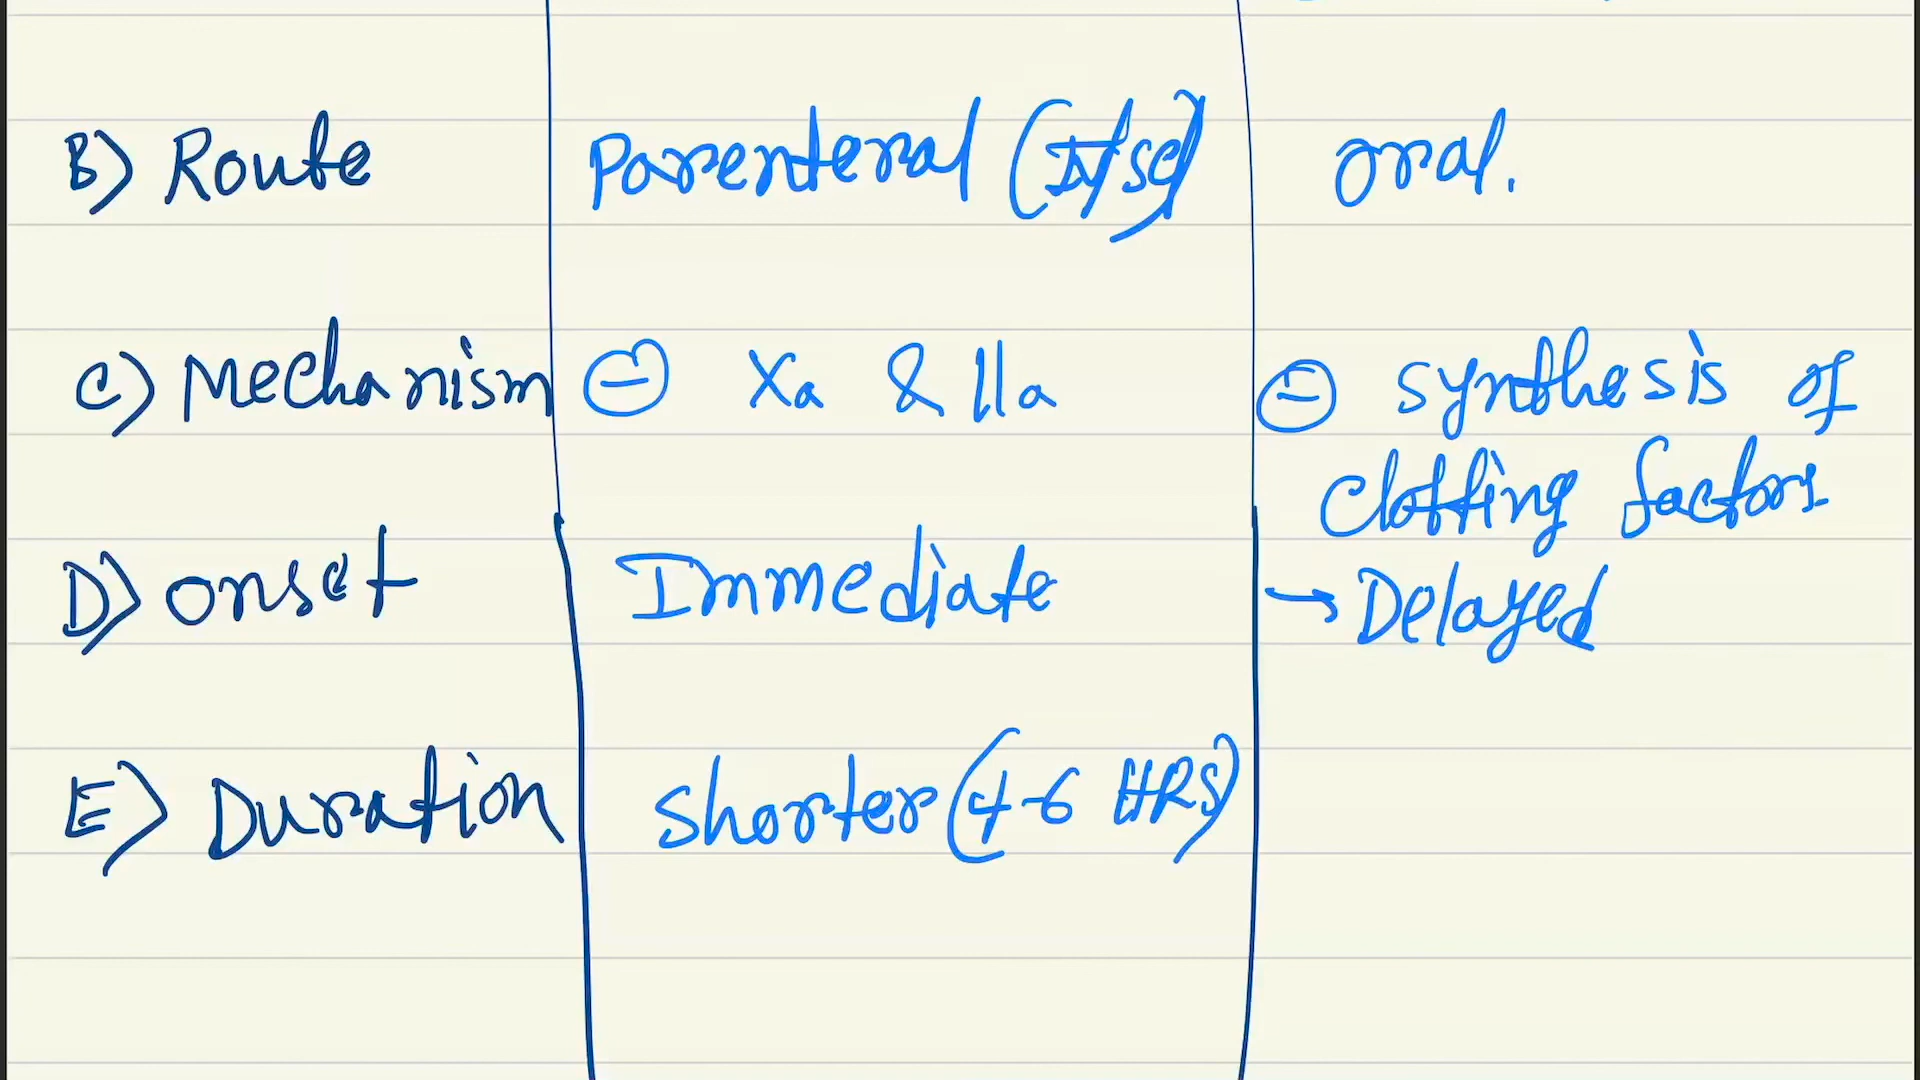 B) Route Parenteral (IV/SC) oral.
C) Mechanism ⊖ Xa & IIa ⊖ synthesis of
clotting factors
D) onset Immediate → Delayed
E) Duration shorter (4-6 HRS)